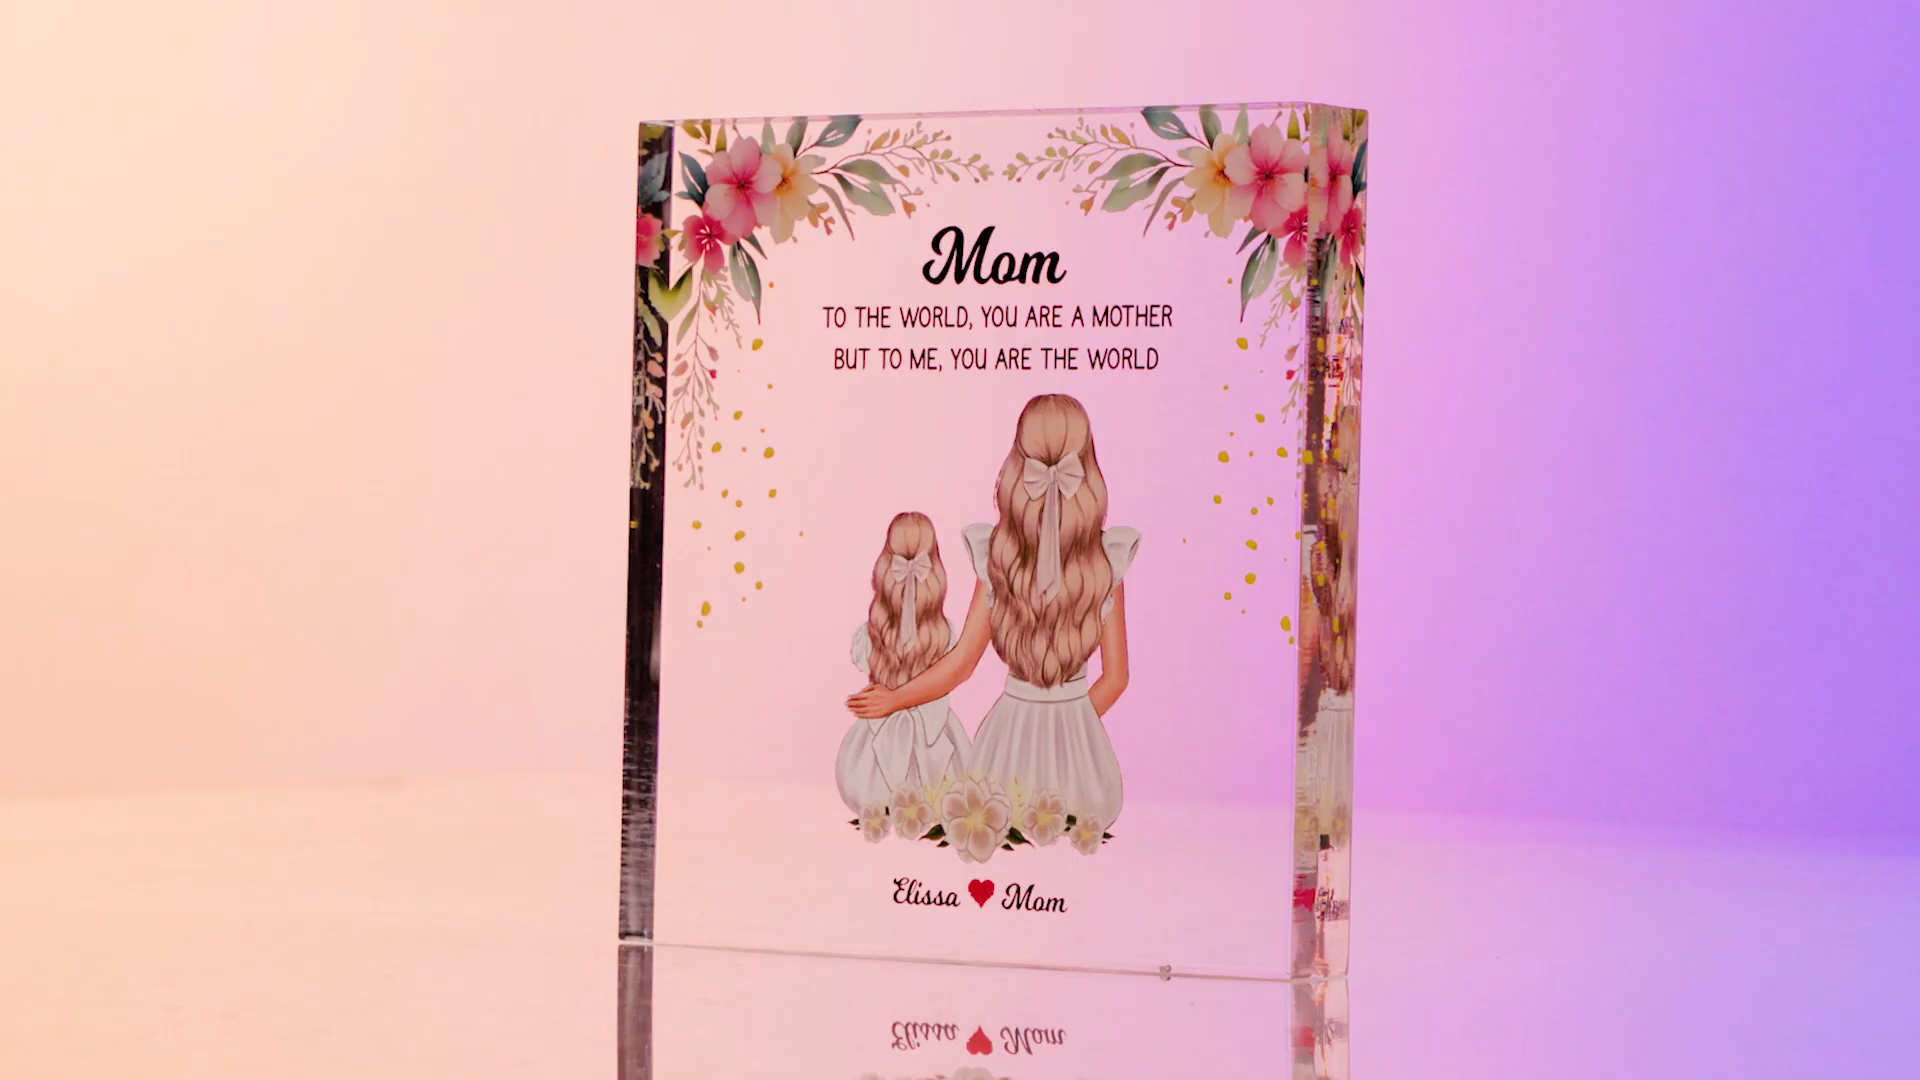 Mom
TO THE WORLD, YOU ARE A MOTHER
BUT TO ME, YOU ARE THE WORLD
Elissa ❤ Mom